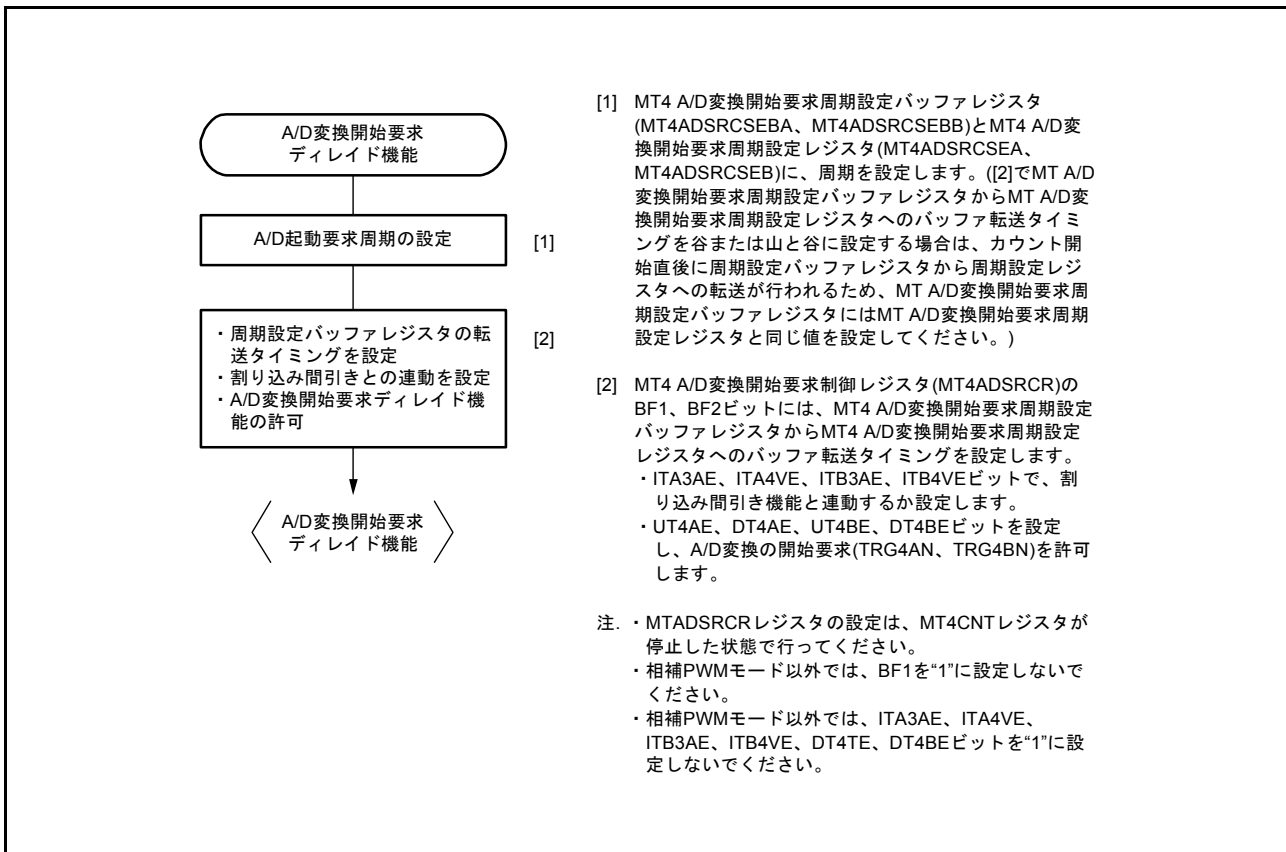 A/D変換開始要求
ディレイド機能
A/D起動要求周期の設定
[1]
・周期設定バッファレジスタの転
送タイミングを設定
・割り込み間引きとの連動を設定
・A/D変換開始要求ディレイド機
能の許可
[2]
A/D変換開始要求
ディレイド機能
[1] MT4 A/D変換開始要求周期設定バッファレジスタ
(MT4ADSRCSEBA、MT4ADSRCSEBB)とMT4 A/D変
換開始要求周期設定レジスタ(MT4ADSRCSEA、
MT4ADSRCSEB)に、周期を設定します。([2]でMT A/D
変換開始要求周期設定バッファレジスタからMT A/D変
換開始要求周期設定レジスタへのバッファ転送タイミ
ングを谷または山と谷に設定する場合は、カウント開
始直後に周期設定バッファレジスタから周期設定レジ
スタへの転送が行われるため、MT A/D変換開始要求周
期設定バッファレジスタにはMT A/D変換開始要求周期
設定レジスタと同じ値を設定してください。)
[2] MT4 A/D変換開始要求制御レジスタ(MT4ADSRCR)の
BF1、BF2ビットには、MT4 A/D変換開始要求周期設定
バッファレジスタからMT4 A/D変換開始要求周期設定
レジスタへのバッファ転送タイミングを設定します。
・ITA3AE、ITA4VE、ITB3AE、ITB4VEビットで、割
り込み間引き機能と連動するか設定します。
・UT4AE、DT4AE、UT4BE、DT4BEビットを設定
し、A/D変換の開始要求(TRG4AN、TRG4BN)を許可
します。
注. ・MTADSRCRレジスタの設定は、MT4CNTレジスタが
停止した状態で行ってください。
・相補PWMモード以外では、BF1を“1”に設定しないで
ください。
・相補PWMモード以外では、ITA3AE、ITA4VE、
ITB3AE、ITB4VE、DT4TE、DT4BEビットを“1”に設
定しないでください。